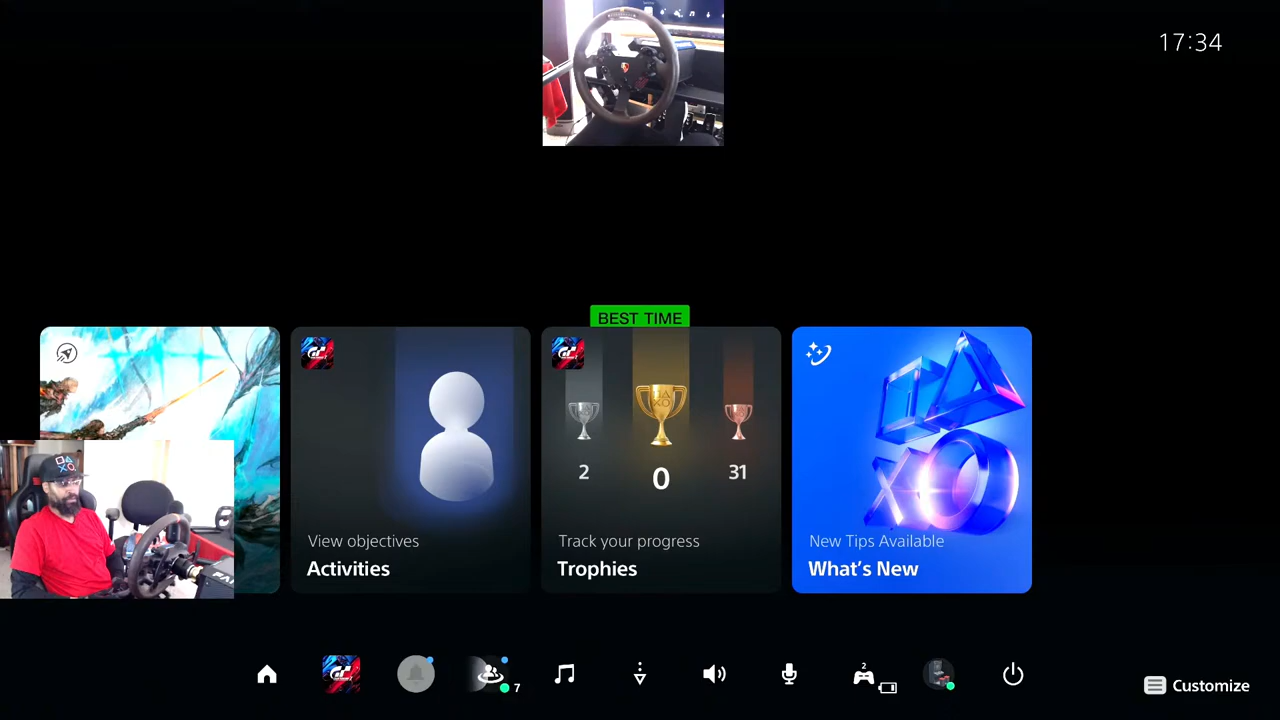 17:34
BEST TIME
2
0
31
View objectives
Activities
Track your progress
Trophies
New Tips Available
What's New
7
2
Customize